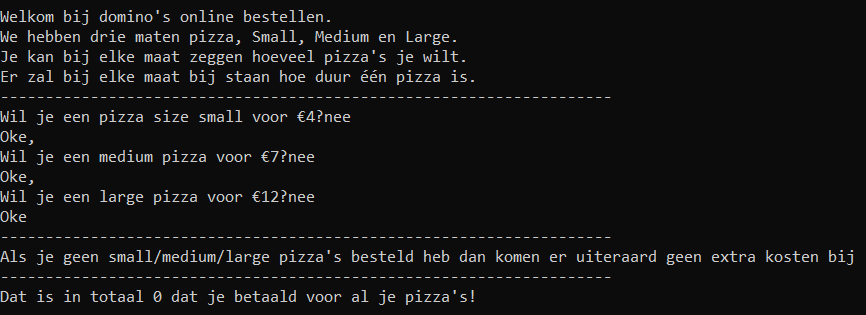 Welkom bij domino's online bestellen.
We hebben drie maten pizza, Small, Medium en Large.
Je kan bij elke maat zeggen hoeveel pizza's je wilt.
Er zal bij elke maat bij staan hoe duur één pizza is.
--------------------------------------------------------------------
Wil je een pizza size small voor €4?nee
Oke,
Wil je een medium pizza voor €7?nee
Oke,
Wil je een large pizza voor €12?nee
Oke
--------------------------------------------------------------------
Als je geen small/medium/large pizza's besteld heb dan komen er uiteraard geen extra kosten bij
--------------------------------------------------------------------
Dat is in totaal 0 dat je betaald voor al je pizza's!